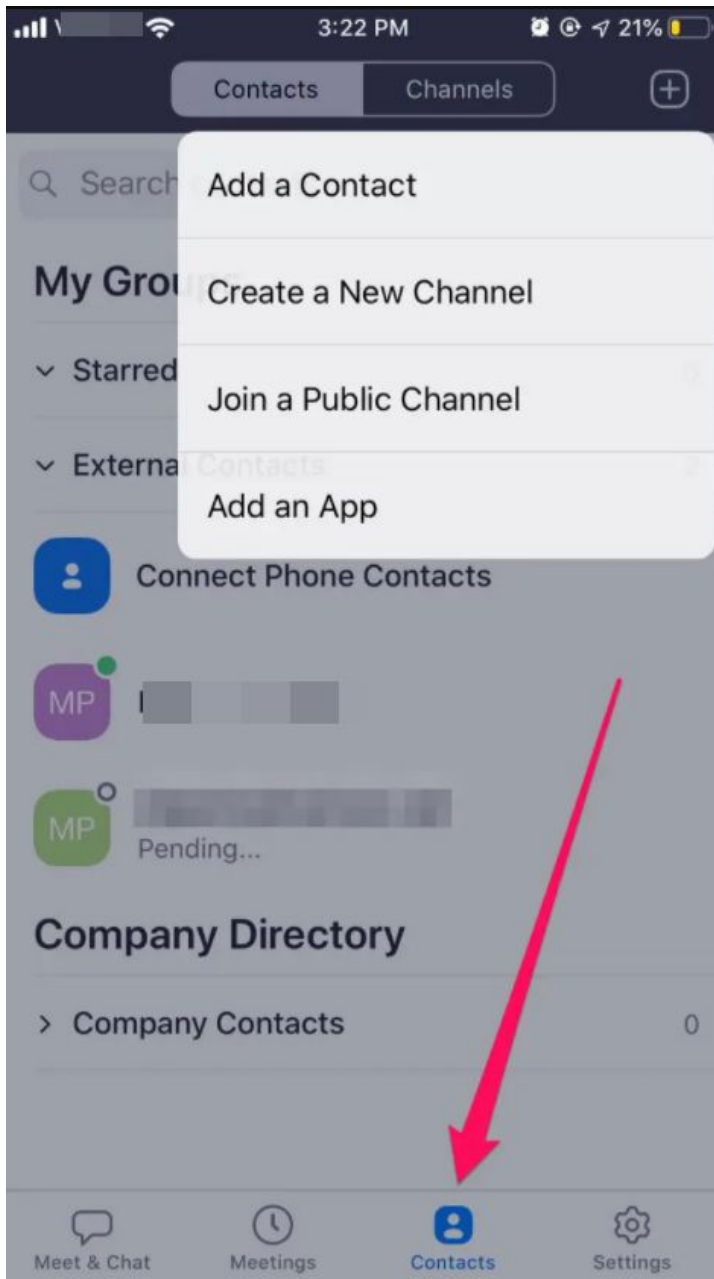 3:22 PM 21%
Contacts Channels
Search
Add a Contact
My Groups
Create a New Channel
Starred
Join a Public Channel
External Contacts 2
Add an App
Connect Phone Contacts
MP
MP
Pending...
Company Directory
Company Contacts 0
Meet & Chat Meetings Contacts Settings